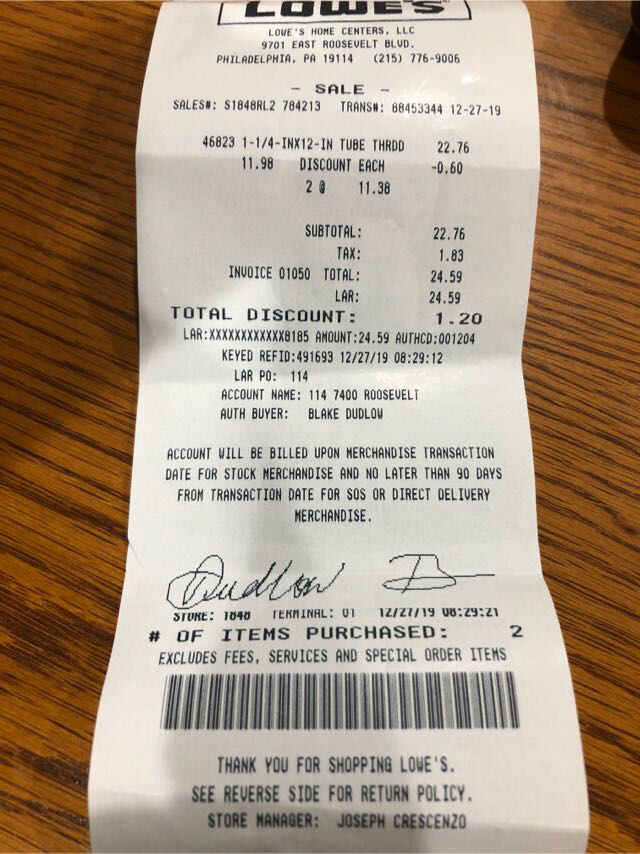 LOWE'S
LOWE'S HOME CENTERS, LLC
9701 EAST ROOSEVELT BLVD.
PHILADELPHIA, PA 19114 (215) 776-9006
- SALE -
SALES#: S1848RL2 784213 TRANS#: 88453344 12-27-19
46823 1-1/4-INX12-IN TUBE THRDD 22.76
11.98 DISCOUNT EACH -0.60
2 @ 11.38
SUBTOTAL: 22.76
TAX: 1.83
INVOICE 01050 TOTAL: 24.59
LAR: 24.59
TOTAL DISCOUNT: 1.20
LAR:XXXXXXXXXXXX8185 AMOUNT:24.59 AUTHCD:001204
KEYED REFID:491693 12/27/19 08:29:12
LAR PO: 114
ACCOUNT NAME: 114 7400 ROOSEVELT
AUTH BUYER: BLAKE DUDLOW
ACCOUNT WILL BE BILLED UPON MERCHANDISE TRANSACTION
DATE FOR STOCK MERCHANDISE AND NO LATER THAN 90 DAYS
FROM TRANSACTION DATE FOR SOS OR DIRECT DELIVERY
MERCHANDISE.
Dudlow B
STORE: 1848 TERMINAL: 01 12/27/19 08:29:21
# OF ITEMS PURCHASED: 2
EXCLUDES FEES, SERVICES AND SPECIAL ORDER ITEMS
THANK YOU FOR SHOPPING LOWE'S.
SEE REVERSE SIDE FOR RETURN POLICY.
STORE MANAGER: JOSEPH CRESCENZO